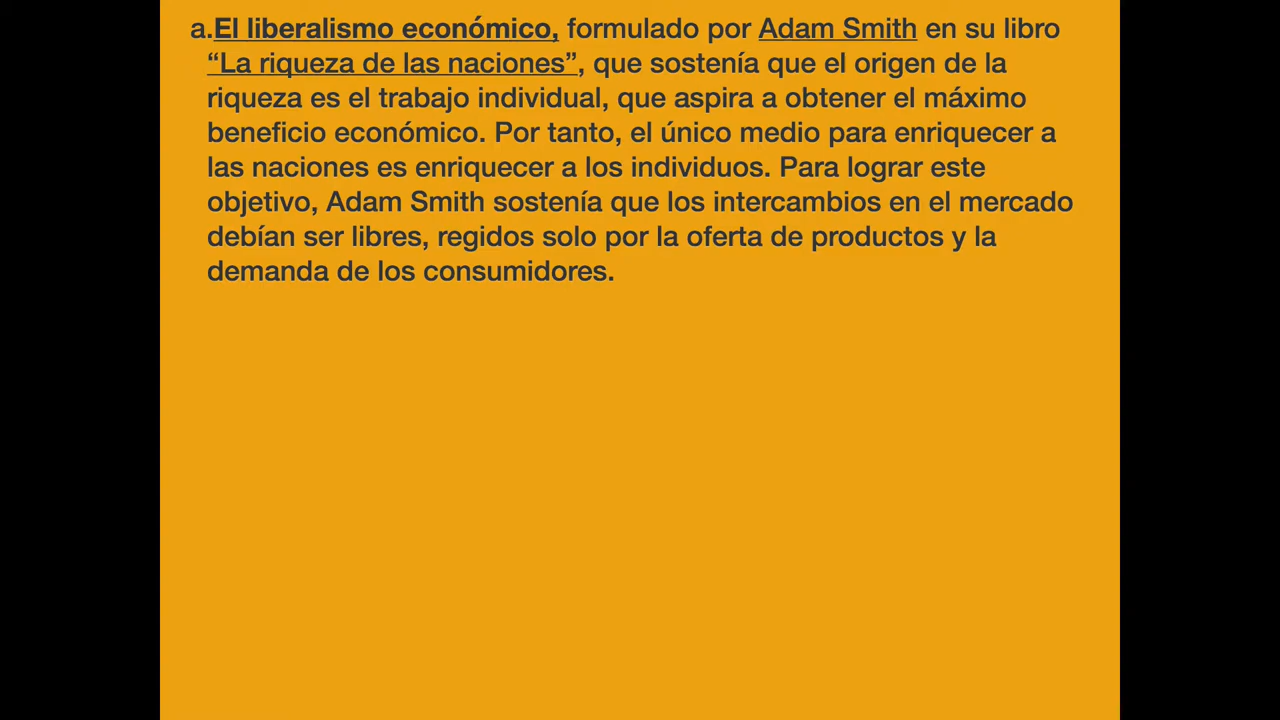 a.El liberalismo económico, formulado por Adam Smith en su libro
“La riqueza de las naciones”, que sostenía que el origen de la
riqueza es el trabajo individual, que aspira a obtener el máximo
beneficio económico. Por tanto, el único medio para enriquecer a
las naciones es enriquecer a los individuos. Para lograr este
objetivo, Adam Smith sostenía que los intercambios en el mercado
debían ser libres, regidos solo por la oferta de productos y la
demanda de los consumidores.